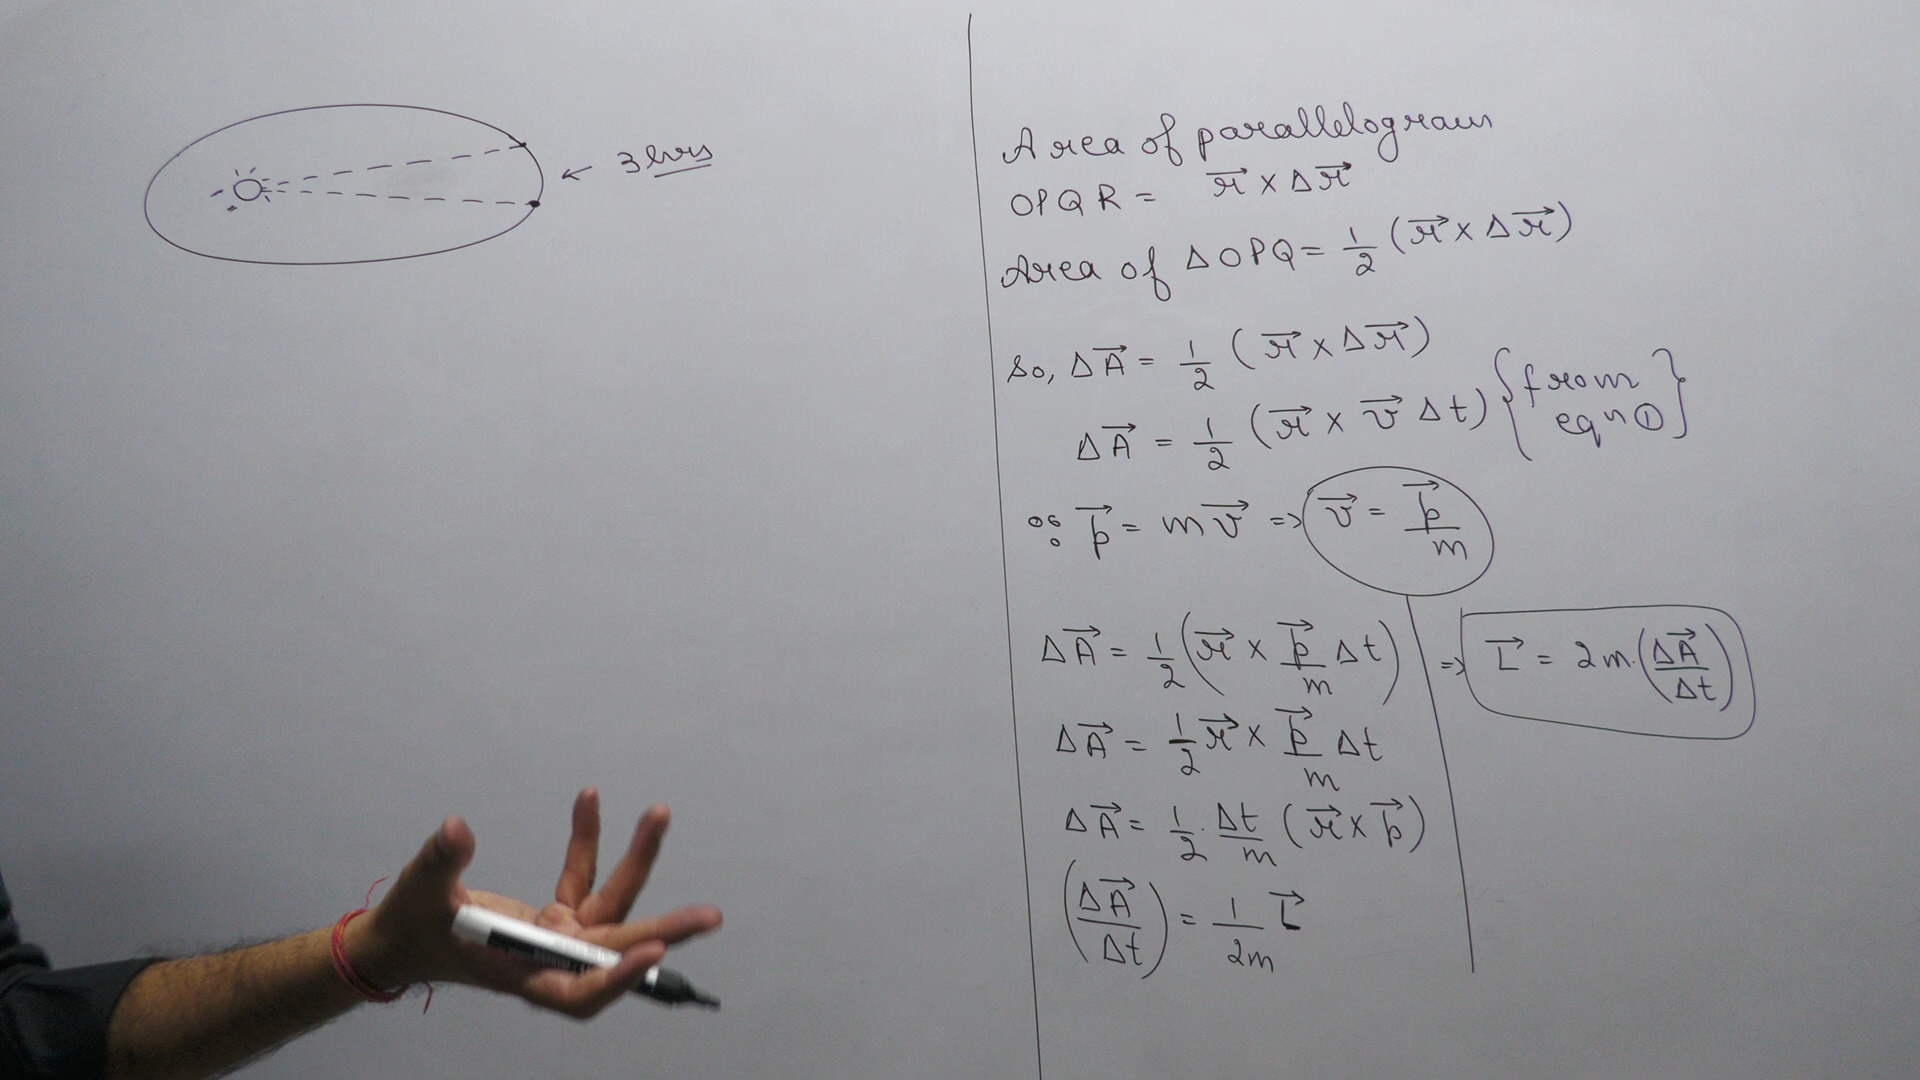 3 hrs
Area of parallelogram
OPQR = r⃗ × Δr⃗
Area of ΔOPQ = 1/2 (r⃗ × Δr⃗)
So, ΔA⃗ = 1/2 (r⃗ × Δr⃗)
ΔA⃗ = 1/2 (r⃗ × v⃗ Δt) {from eqn ①}
∵ p⃗ = mv⃗ => v⃗ = p⃗/m
ΔA⃗ = 1/2 (r⃗ × p⃗/m Δt)
ΔA⃗ = 1/2 r⃗ × p⃗/m Δt
ΔA⃗ = 1/2 · Δt/m (r⃗ × p⃗)
(ΔA⃗/Δt) = 1/2m L⃗
=> L⃗ = 2m·(ΔA⃗/Δt)